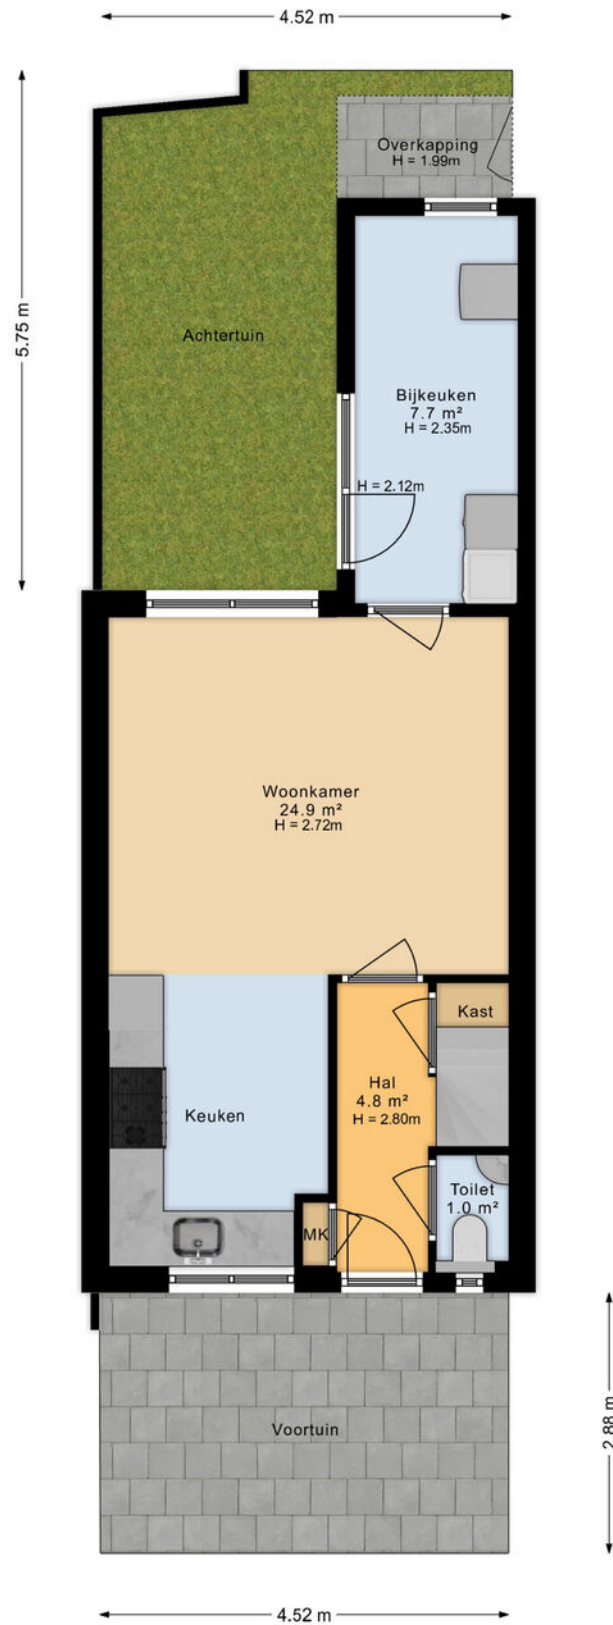 4.52 m
Overkapping
H = 1.99m
5.75 m
Achtertuin
Bijkeuken
7.7 m²
H = 2.35m
H = 2.12m
Woonkamer
24.9 m²
H = 2.72m
Kast
Hal
4.8 m²
H = 2.80m
Keuken
Toilet
1.0 m²
MK
Voortuin
2.88 m
4.52 m